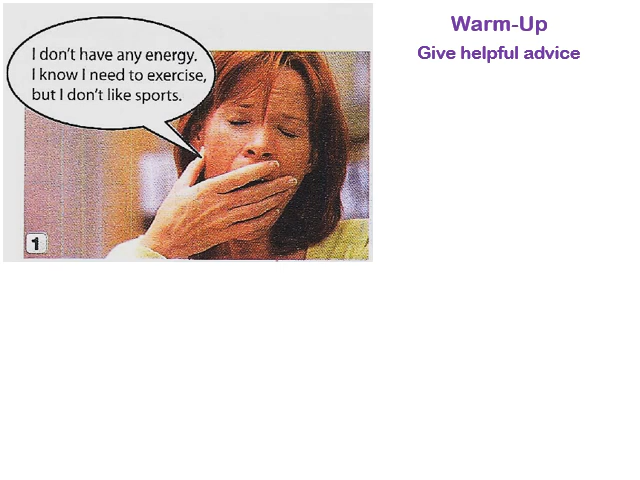 Warm-Up
Give helpful advice
I don't have any energy.
I know I need to exercise,
but I don't like sports.
1